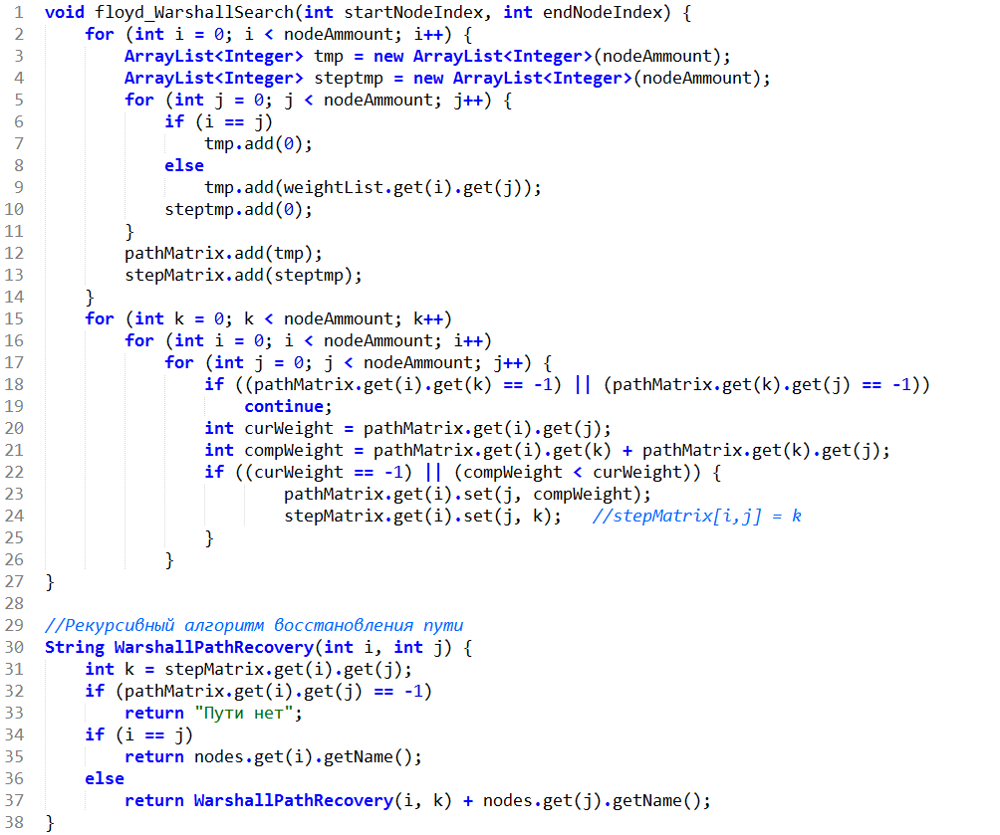 1 void floyd_WarshallSearch(int startNodeIndex, int endNodeIndex) {
2     for (int i = 0; i < nodeAmmount; i++) {
3         ArrayList<Integer> tmp = new ArrayList<Integer>(nodeAmmount);
4         ArrayList<Integer> steptmp = new ArrayList<Integer>(nodeAmmount);
5         for (int j = 0; j < nodeAmmount; j++) {
6             if (i == j)
7                 tmp.add(0);
8             else
9                 tmp.add(weightList.get(i).get(j));
10             steptmp.add(0);
11         }
12         pathMatrix.add(tmp);
13         stepMatrix.add(steptmp);
14     }
15     for (int k = 0; k < nodeAmmount; k++)
16         for (int i = 0; i < nodeAmmount; i++)
17             for (int j = 0; j < nodeAmmount; j++) {
18                 if ((pathMatrix.get(i).get(k) == -1) || (pathMatrix.get(k).get(j) == -1))
19                     continue;
20                 int curWeight = pathMatrix.get(i).get(j);
21                 int compWeight = pathMatrix.get(i).get(k) + pathMatrix.get(k).get(j);
22                 if ((curWeight == -1) || (compWeight < curWeight)) {
23                         pathMatrix.get(i).set(j, compWeight);
24                         stepMatrix.get(i).set(j, k);   //stepMatrix[i,j] = k
25                 }
26             }
27 }
28
29 //Рекурсивный алгоритм восстановления пути
30 String WarshallPathRecovery(int i, int j) {
31     int k = stepMatrix.get(i).get(j);
32     if (pathMatrix.get(i).get(j) == -1)
33         return "Пути нет";
34     if (i == j)
35         return nodes.get(i).getName();
36     else
37         return WarshallPathRecovery(i, k) + nodes.get(j).getName();
38 }